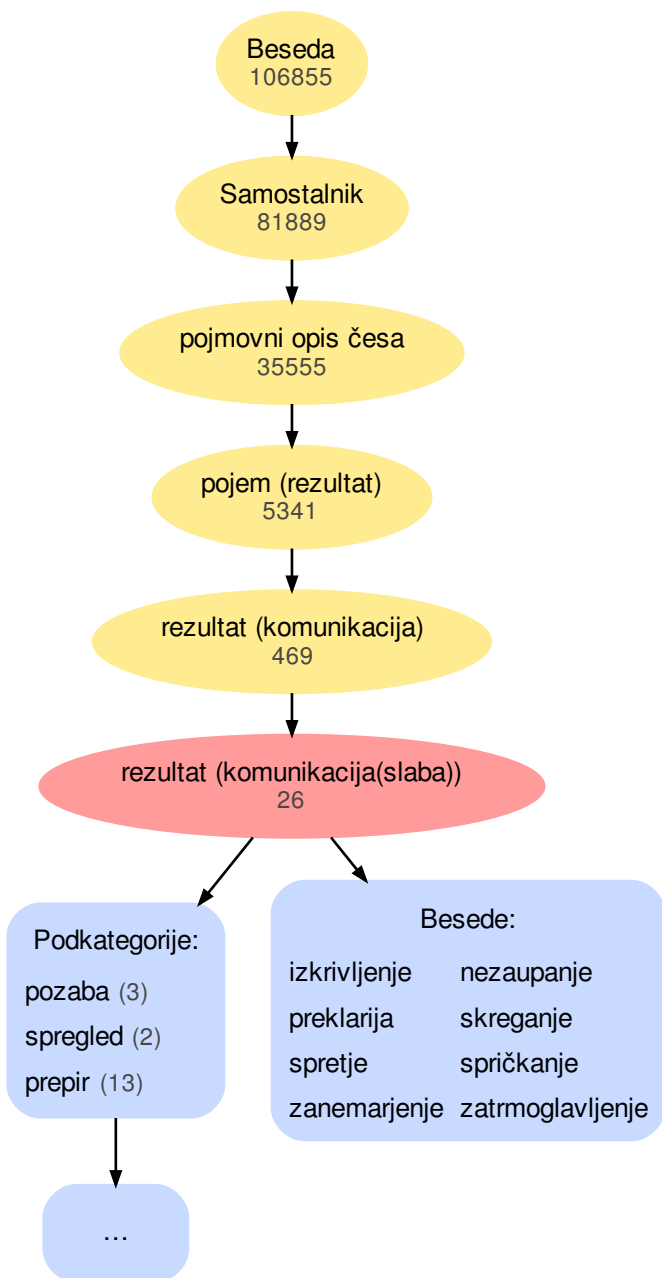 Beseda
106855
Samostalnik
81889
pojmovni opis česa
35555
pojem (rezultat)
5341
rezultat (komunikacija)
469
rezultat (komunikacija(slaba))
26
Podkategorije:
pozaba (3)
spregled (2)
prepir (13)
...
Besede:
izkrivljenje nezaupanje
preklarija skreganje
spretje spričkanje
zanemarjenje zatrmoglavljenje